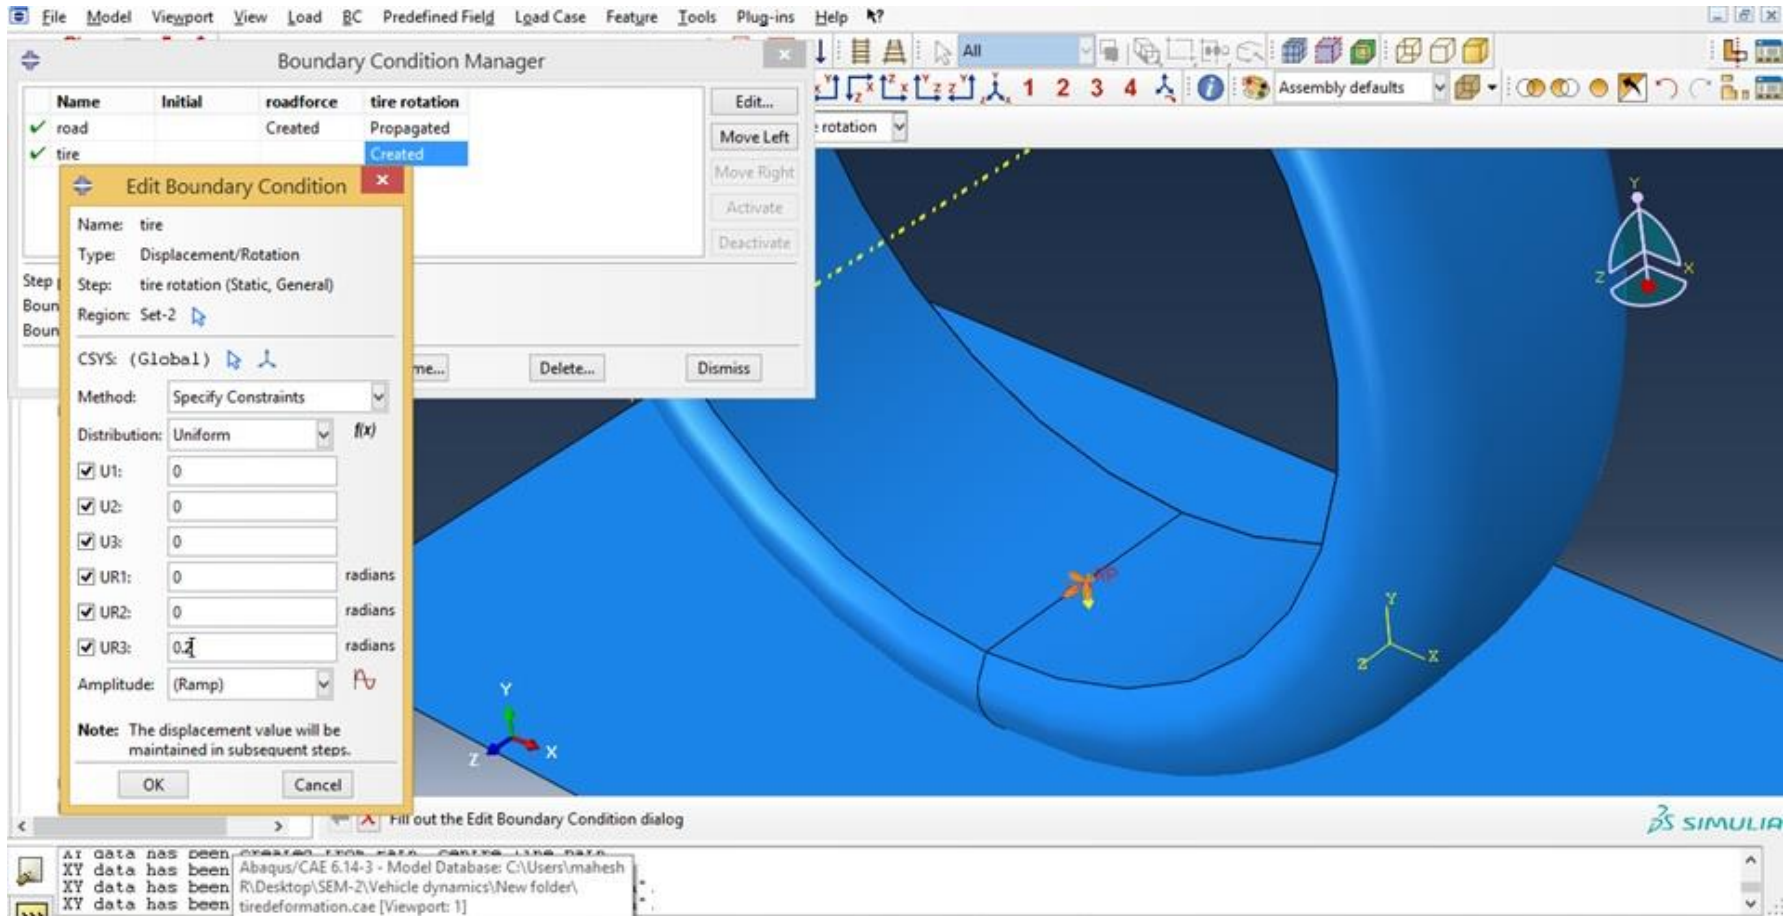 File Model Viewport View Load BC Predefined Field Load Case Feature Tools Plug-ins Help
All
1 2 3 4
Assembly defaults
rotation
Boundary Condition Manager
Name Initial roadforce tire rotation
road Created Propagated
tire Created
Edit...
Move Left
Move Right
Activate
Deactivate
Step
Boun
Boun
me... Delete... Dismiss
Edit Boundary Condition
Name: tire
Type: Displacement/Rotation
Step: tire rotation (Static, General)
Region: Set-2
CSYS: (Global)
Method: Specify Constraints
Distribution: Uniform f(x)
U1: 0
U2: 0
U3: 0
UR1: 0 radians
UR2: 0 radians
UR3: 0.2 radians
Amplitude: (Ramp)
Note: The displacement value will be
maintained in subsequent steps.
OK Cancel
Y
Z X
RP
Y
Z X
Y
Z X
Fill out the Edit Boundary Condition dialog
SIMULIA
XY data has been
XY data has been
XY data has been
XY data has been
Abaqus/CAE 6.14-3 - Model Database: C:\Users\mahesh
R\Desktop\SEM-2\Vehicle dynamics\New folder\
tiredeformation.cae [Viewport: 1]